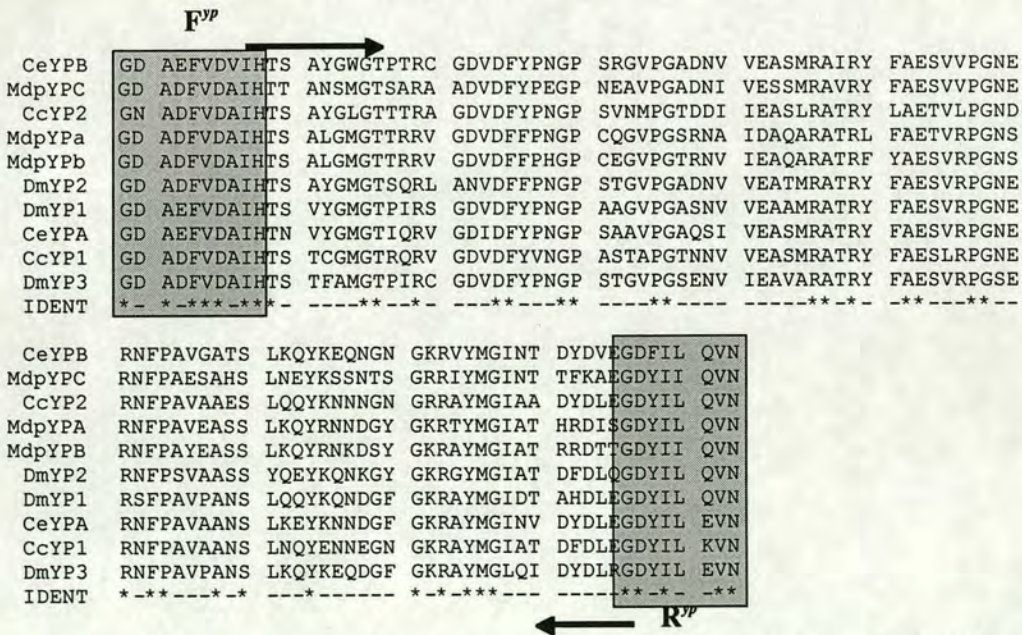 F^yp
CeYPB GD AEFVDVIHTS AYGWGTPTRC GDVDFYPNGP SRGVPGADNV VEASMRAIRY FAESVVPGNE
MdpYPC GD ADFVDAIHTT ANSMGTSARA ADVDFYPEGP NEAVPGADNI VESSMRAVRY FAESVVPGNE
CcYP2 GN ADFVDAIHTS AYGLGTTTRA GDVDFYPNGP SVNMPGTDDI IEASLRATRY LAETVLPGND
MdpYPa GD ADFVDAIHTS ALGMGTTRRV GDVDFYPNGP CQGVPGSRNA IDAQARATRL FAETVRPGNS
MdpYPb GD ADFVDAIHTS ALGMGTTRRV GDVDFFPHGP CEGVPGTRNV IEAQARATRF YAESVRPGNS
DmYP2 GD ADFVDAIHTS AYGMGTSQRL ANVDFFPNGP STGVPGADNV VEATMRATRY FAESVRPGNE
DmYP1 GD AEFVDAIHTS VYGMGTPIRS GDVDFYPNGP AAGVPGASNV VEAAMRATRY FAESVRPGNE
CeYPA GD AEFVDAIHTN VYGMGTIQRV GDIDFYPNGP SAAVPGAQSI VEASMRATRY FAESVRPGNE
CcYP1 GD AEFVDAIHTS TCGMGTRQRV GDVDFYVNGP ASTAPGTNNV VEASMRATRY FAESLRPGNE
DmYP3 GD ADFVDAIHTS TFAMGTPIRC GDVDFYPNGP STGVPGSENV IEAVARATRY FAESVRPGSE
IDENT *- *-***-*** ------**--*- ---**---** ----**---- ------**-*-- -**--**--
CeYPB RNFPAVGATS LKQYKEQNGN GKRVYMGINT DYDVEGDFIL QVN
MdpYPC RNFPAESAHS LNEYKSSNTS GRRIYMGINT TFKAEGDYII QVN
CcYP2 RNFPAVAAES LQQYKNNNGN GRRAYMGIAA DYDLEGDYIL QVN
MdpYPA RNFPAVEASS LKQYRNNDGY GKRTYMGIAT HRDISGDYIL QVN
MdpYPB RNFPAYEASS LKQYRNKDSY GKRAYMGIAT RRDTTGDYII QVN
DmYP2 RNFPSVAASS YQEYKQNKGY GKRGYMGIAT DFDLQGDYIL QVN
DmYP1 RSFPAVPANS LQQYKQNDGF GKRAYMGIDT AHDLEGDYIL QVN
CeYPA RNFPAVAANS LKEYKNNDGF GKRAYMGINV DYDLEGDYIL EVN
CcYP1 RNFPAVAANS LNQYENNEGN GKRAYMGIAT DFDLEGDYIL KVN
DmYP3 RNFPAVPANS LKQYKEQDGF GKRAYMGLQI DYDLRGDYIL EVN
IDENT *-**---*-* ---*------ *-*-***--- -----**-*- -**
R^yp